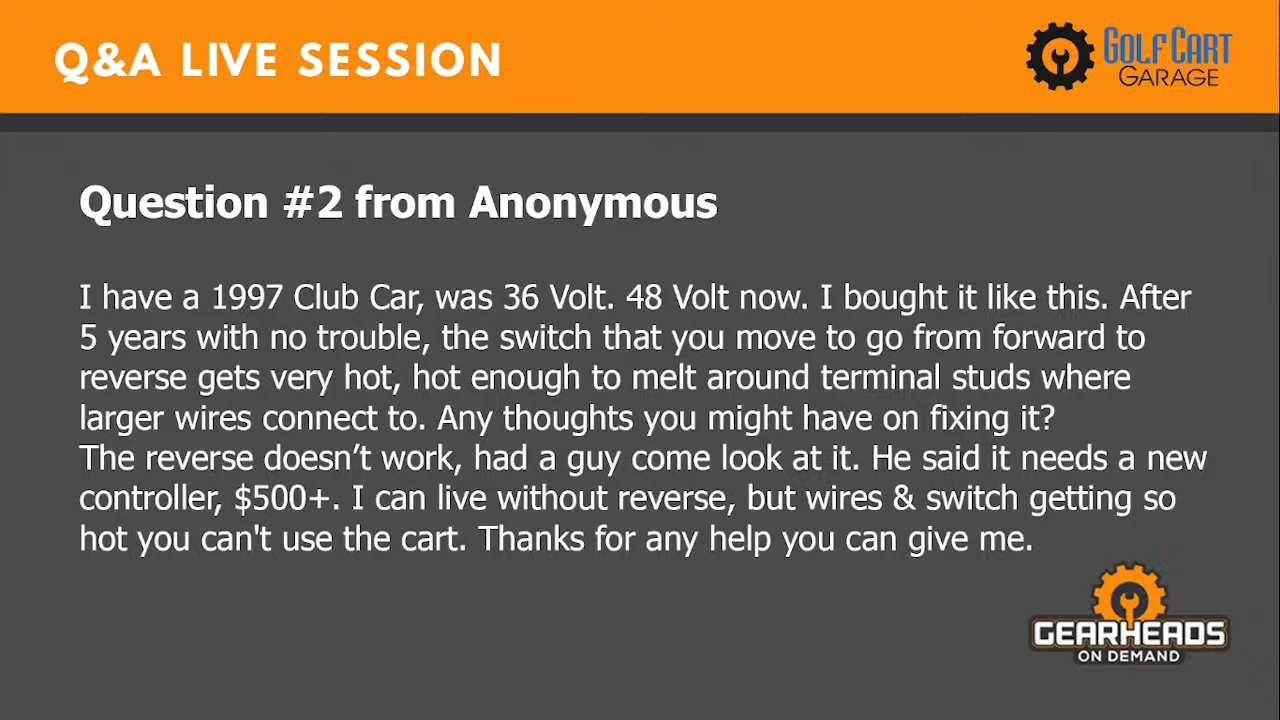 Q&A LIVE SESSION
GOLF CART
GARAGE
Question #2 from Anonymous
I have a 1997 Club Car, was 36 Volt. 48 Volt now. I bought it like this. After
5 years with no trouble, the switch that you move to go from forward to
reverse gets very hot, hot enough to melt around terminal studs where
larger wires connect to. Any thoughts you might have on fixing it?
The reverse doesn’t work, had a guy come look at it. He said it needs a new
controller, $500+. I can live without reverse, but wires & switch getting so
hot you can't use the cart. Thanks for any help you can give me.
GEARHEADS
ON DEMAND